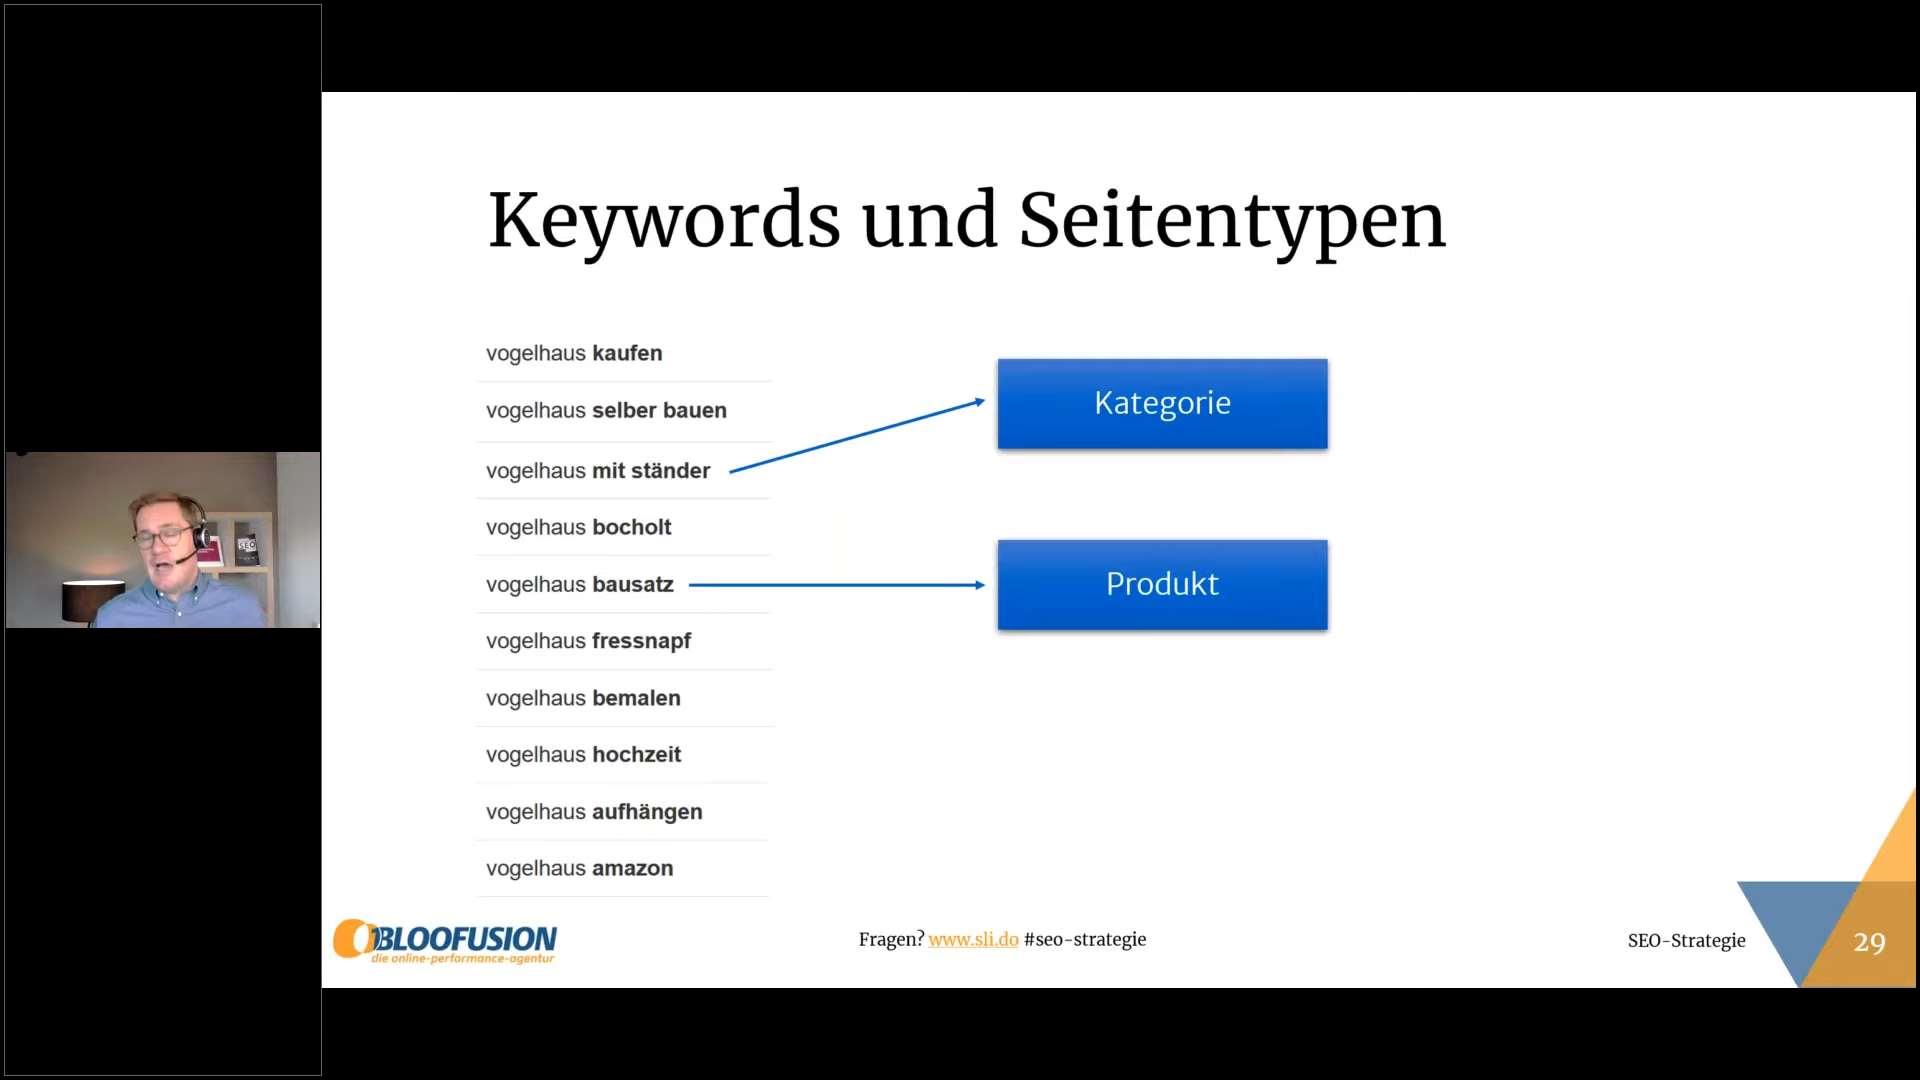 Keywords und Seitentypen
vogelhaus kaufen
vogelhaus selber bauen
vogelhaus mit ständer
vogelhaus bocholt
vogelhaus bausatz
vogelhaus fressnapf
vogelhaus bemalen
vogelhaus hochzeit
vogelhaus aufhängen
vogelhaus amazon
Kategorie
Produkt
SEO
BLOOFUSION
die online-performance-agentur
Fragen? www.sli.do #seo-strategie
SEO-Strategie
29